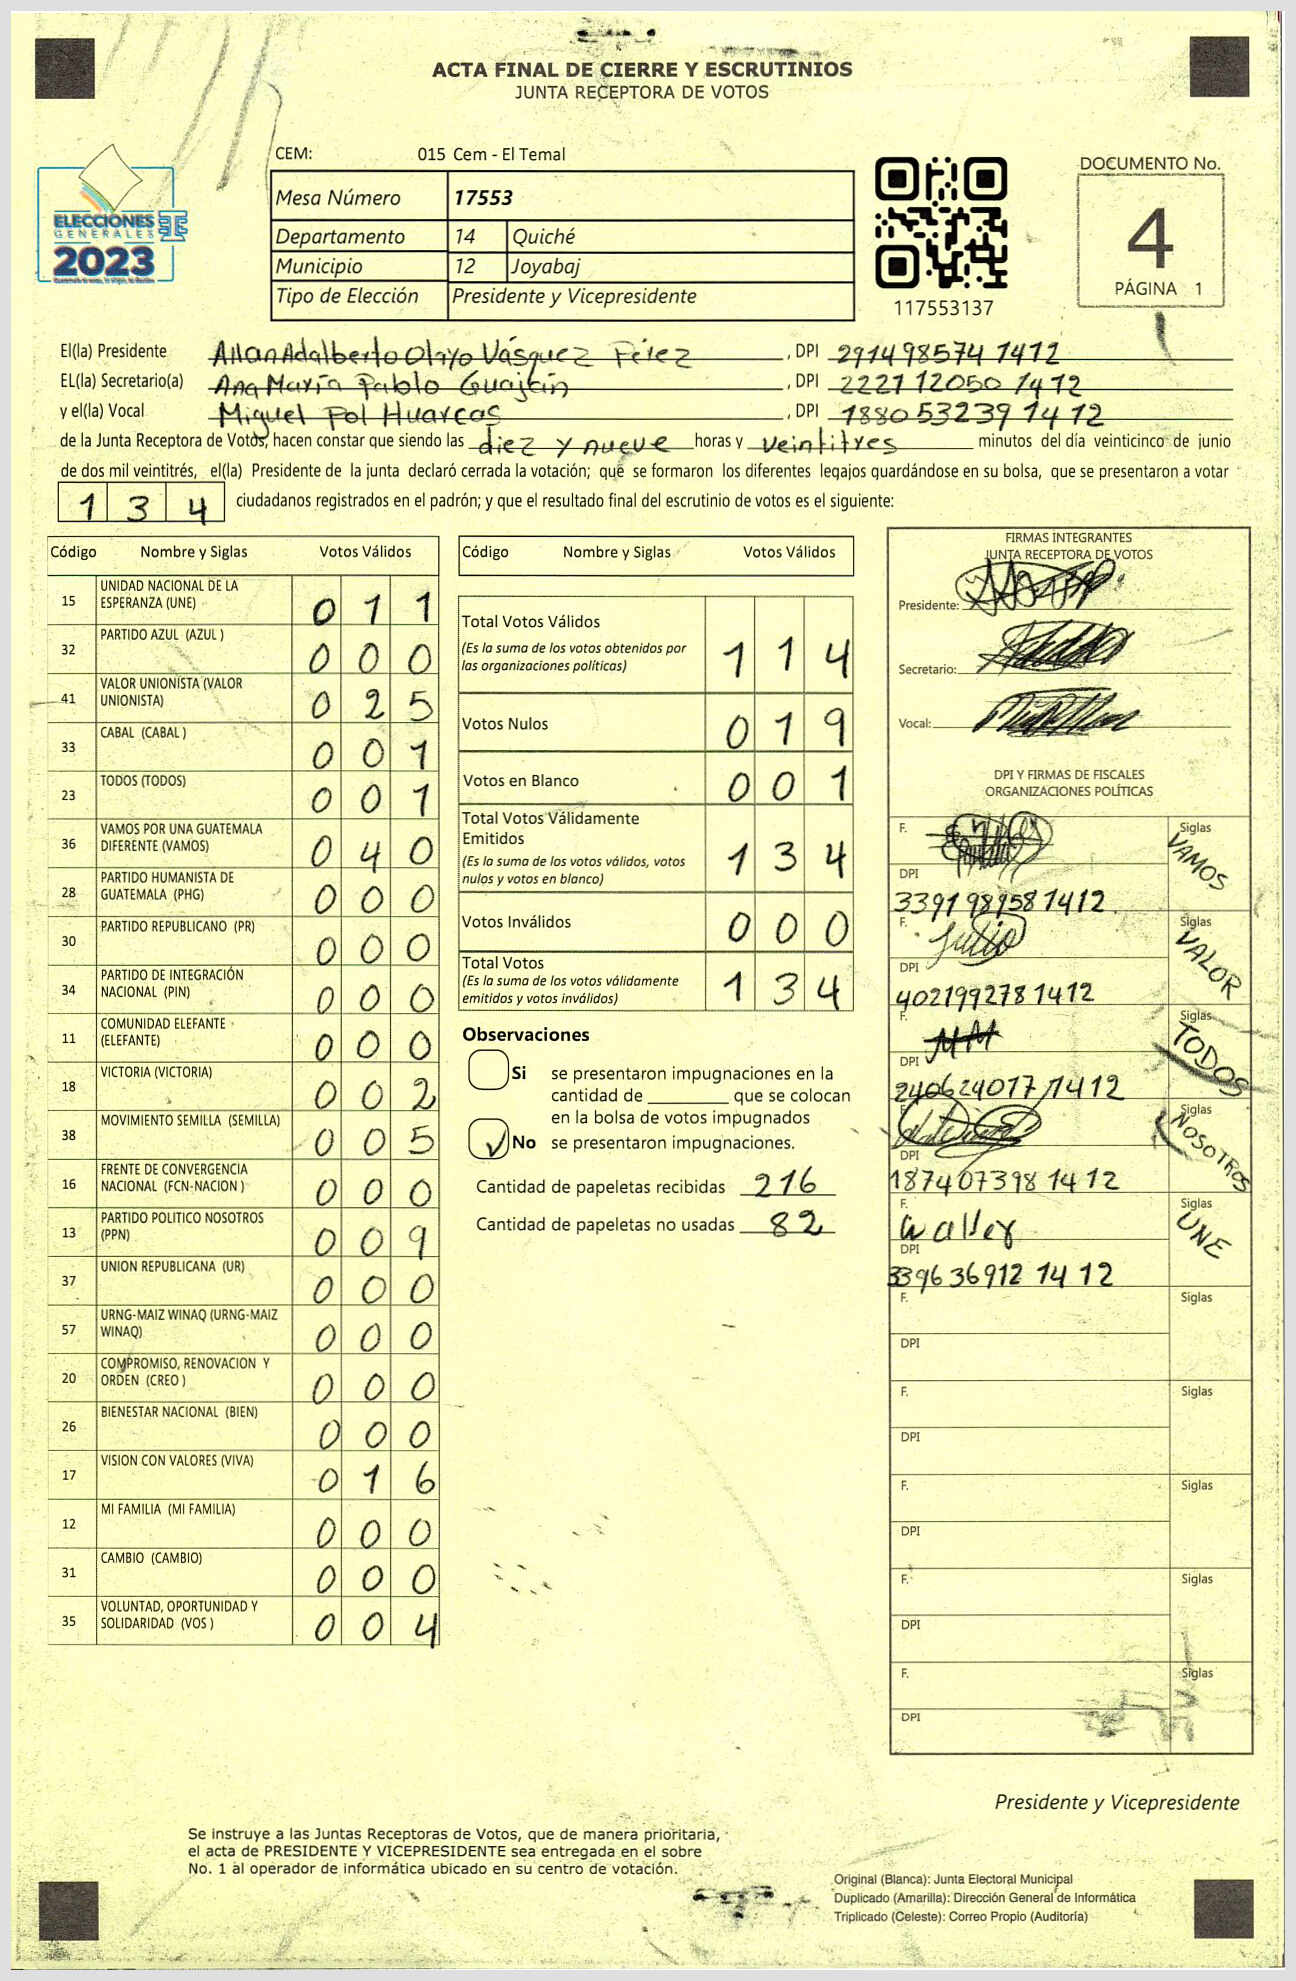 ACTA FINAL DE CIERRE Y ESCRUTINIOS
JUNTA RECEPTORA DE VOTOS
CEM: 015 Cem - El Temal
DOCUMENTO No.
4
PÁGINA 1
ELECCIONES
GENERALES
2023
Mesa Número 17553
Departamento 14 Quiché
Municipio 12 Joyabaj
Tipo de Elección Presidente y Vicepresidente
117553137
El(la) Presidente Allan Adalberto Olayo Vásquez Pérez, DPI 291498574 1412
EL(la) Secretario(a) Ana María Pablo Guaján, DPI 2221 12050 1412
y el(la) Vocal Miguel Pol Huarcas, DPI 1880 53239 1412
de la Junta Receptora de Votos, hacen constar que siendo las diez y nueve horas y veintitres minutos del día veinticinco de junio
de dos mil veintitrés, el(la) Presidente de la junta declaró cerrada la votación; que se formaron los diferentes legajos guardándose en su bolsa, que se presentaron a votar
1 3 4 ciudadanos registrados en el padrón; y que el resultado final del escrutinio de votos es el siguiente:
Código Nombre y Siglas Votos Válidos
15 UNIDAD NACIONAL DE LA
ESPERANZA (UNE) 0 1 1
32 PARTIDO AZUL (AZUL ) 0 0 0
41 VALOR UNIONISTA (VALOR
UNIONISTA) 0 2 5
33 CABAL (CABAL ) 0 0 1
23 TODOS (TODOS) 0 0 1
36 VAMOS POR UNA GUATEMALA
DIFERENTE (VAMOS) 0 4 0
28 PARTIDO HUMANISTA DE
GUATEMALA (PHG) 0 0 0
30 PARTIDO REPUBLICANO (PR) 0 0 0
34 PARTIDO DE INTEGRACIÓN
NACIONAL (PIN) 0 0 0
11 COMUNIDAD ELEFANTE
(ELEFANTE) 0 0 0
18 VICTORIA (VICTORIA) 0 0 2
38 MOVIMIENTO SEMILLA (SEMILLA) 0 0 5
16 FRENTE DE CONVERGENCIA
NACIONAL (FCN-NACION ) 0 0 0
13 PARTIDO POLITICO NOSOTROS
(PPN) 0 0 9
37 UNION REPUBLICANA (UR) 0 0 0
57 URNG-MAIZ WINAQ (URNG-MAIZ
WINAQ) 0 0 0
20 COMPROMISO, RENOVACION Y
ORDEN (CREO ) 0 0 0
26 BIENESTAR NACIONAL (BIEN) 0 0 0
17 VISION CON VALORES (VIVA) 0 1 6
12 MI FAMILIA (MI FAMILIA) 0 0 0
31 CAMBIO (CAMBIO) 0 0 0
35 VOLUNTAD, OPORTUNIDAD Y
SOLIDARIDAD (VOS ) 0 0 4
Código Nombre y Siglas Votos Válidos
Total Votos Válidos
(Es la suma de los votos obtenidos por
las organizaciones políticas) 1 1 4
Votos Nulos 0 1 9
Votos en Blanco 0 0 1
Total Votos Válidamente
Emitidos
(Es la suma de los votos válidos, votos
nulos y votos en blanco) 1 3 4
Votos Inválidos 0 0 0
Total Votos
(Es la suma de los votos válidamente
emitidos y votos inválidos) 1 3 4
Observaciones
Si se presentaron impugnaciones en la
cantidad de ________ que se colocan
en la bolsa de votos impugnados
No se presentaron impugnaciones.
Cantidad de papeletas recibidas 216
Cantidad de papeletas no usadas 82
FIRMAS INTEGRANTES
JUNTA RECEPTORA DE VOTOS
Presidente:
Secretario:
Vocal:
DPI Y FIRMAS DE FISCALES
ORGANIZACIONES POLÍTICAS
F. Siglas VAMOS
DPI
3391 98958 1412
F. Julio Siglas VALOR
DPI
402199278 1412
F. Siglas TODOS
DPI
240624077 1412
F. Siglas NOSOTROS
DPI
187407398 1412
F. Walter Siglas UNE
DPI
3396 36912 1412
F. Siglas
DPI
F. Siglas
DPI
F. Siglas
DPI
F. Siglas
DPI
F. Siglas
DPI
Presidente y Vicepresidente
Se instruye a las Juntas Receptoras de Votos, que de manera prioritaria,
el acta de PRESIDENTE Y VICEPRESIDENTE sea entregada en el sobre
No. 1 al operador de informática ubicado en su centro de votación.
Original (Blanca): Junta Electoral Municipal
Duplicado (Amarilla): Dirección General de Informática
Triplicado (Celeste): Correo Propio (Auditoría)